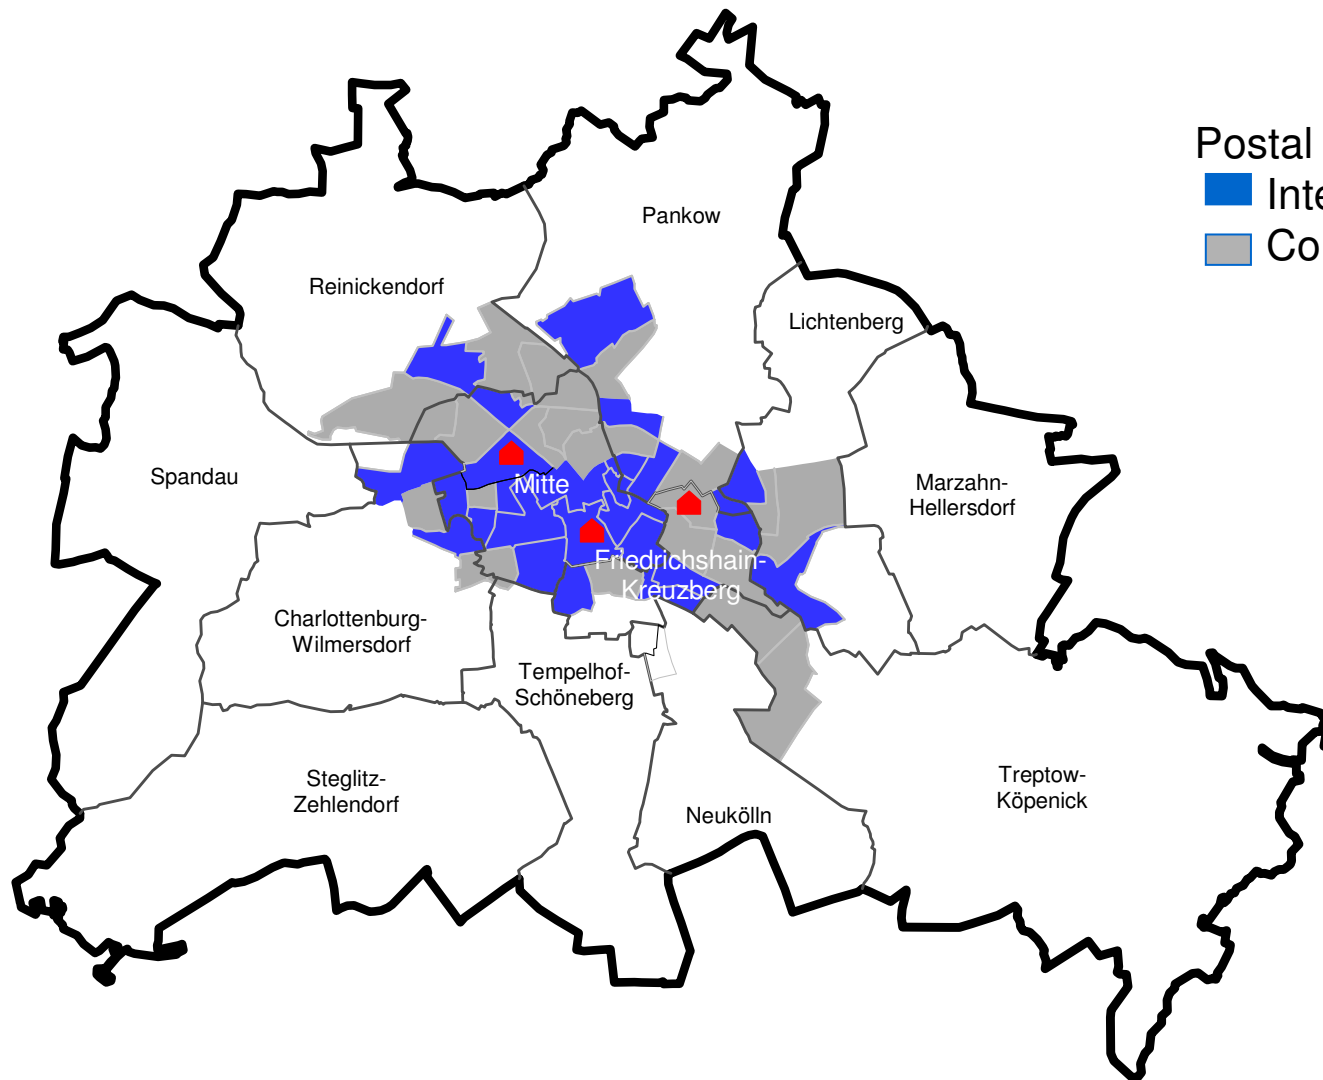 Postal
Inte
Co
Pankow
Reinickendorf
Lichtenberg
Spandau
Mitte
Marzahn-
Hellersdorf
Friedrichshain-
Kreuzberg
Charlottenburg-
Wilmersdorf
Tempelhof-
Schöneberg
Steglitz-
Zehlendorf
Treptow-
Köpenick
Neukölln